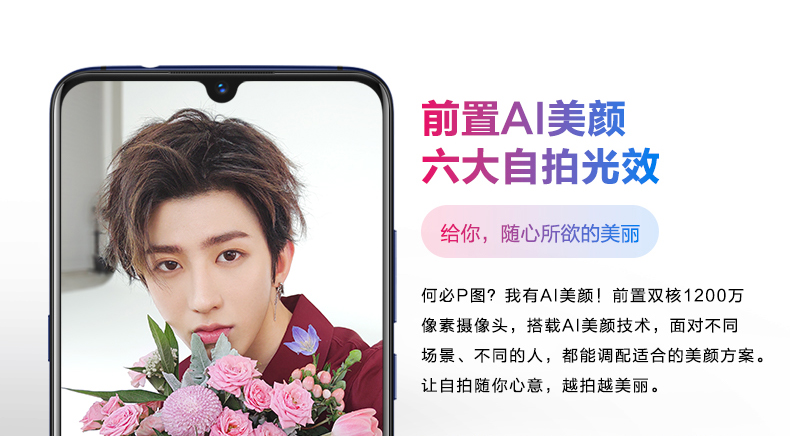 前置AI美颜
六大自拍光效
给你，随心所欲的美丽
何必P图？我有AI美颜！前置双核1200万
像素摄像头，搭载AI美颜技术，面对不同
场景、不同的人，都能调配适合的美颜方案。
让自拍随你心意，越拍越美丽。